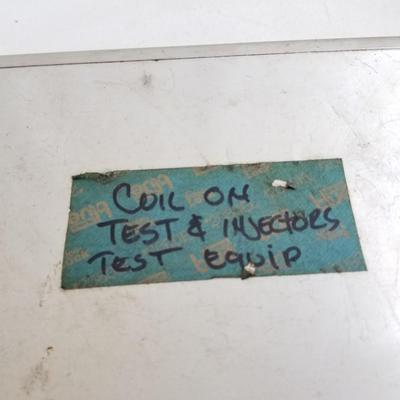 COIL ON
TEST & INJECTORS
TEST EQUIP